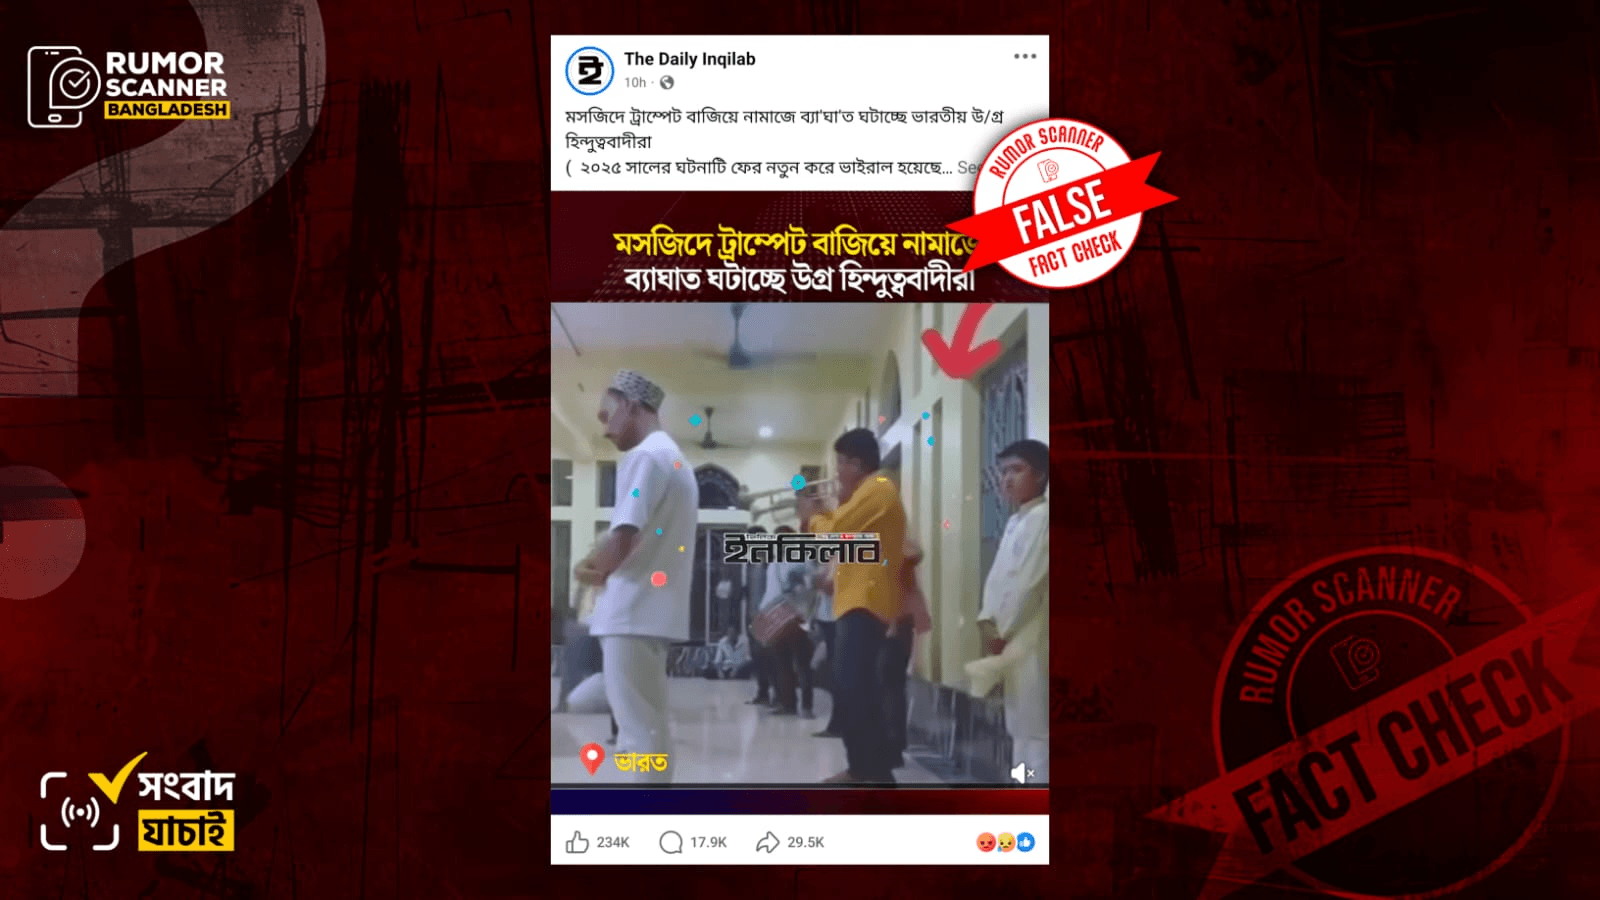 RUMOR
SCANNER
BANGLADESH
The Daily Inqilab
10h
মসজিদে ট্রাম্পেট বাজিয়ে নামাজে ব্যা'ঘা'ত ঘটাচ্ছে ভারতীয় উ/গ্র
হিন্দুত্ববাদীরা
( ২০২৫ সালের ঘটনাটি ফের নতুন করে ভাইরাল হয়েছে...
RUMOR SCANNER
FALSE
FACT CHECK
মসজিদে ট্রাম্পেট বাজিয়ে নামাজে
ব্যাঘাত ঘটাচ্ছে উগ্র হিন্দুত্ববাদীরা
ইনকিলাব
ভারত
234K 17.9K 29.5K
সংবাদ
যাচাই
RUMOR SCANNER
FACT CHECK